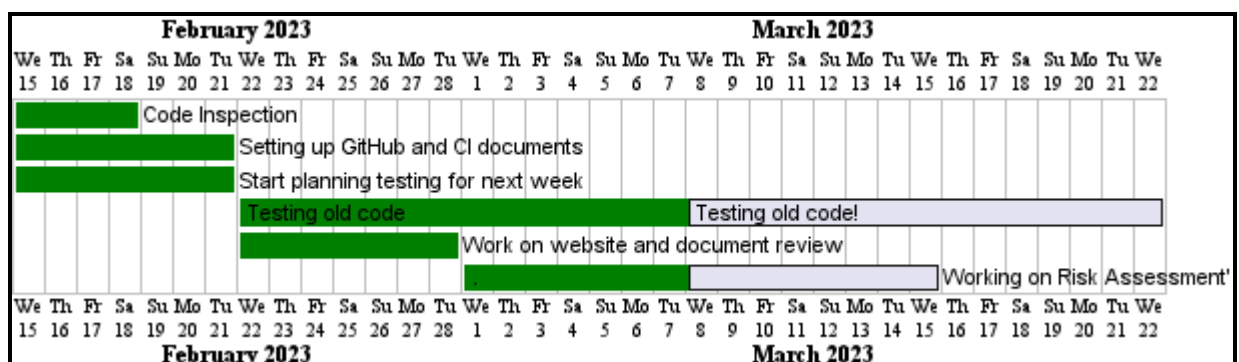 February 2023 March 2023
We Th Fr Sa Su Mo Tu We Th Fr Sa Su Mo Tu We Th Fr Sa Su Mo Tu We Th Fr Sa Su Mo Tu We Th Fr Sa Su Mo Tu We
15 16 17 18 19 20 21 22 23 24 25 26 27 28 1 2 3 4 5 6 7 8 9 10 11 12 13 14 15 16 17 18 19 20 21 22
Code Inspection
Setting up GitHub and CI documents
Start planning testing for next week
Testing old code Testing old code!
Work on website and document review
. Working on Risk Assessment'
We Th Fr Sa Su Mo Tu We Th Fr Sa Su Mo Tu We Th Fr Sa Su Mo Tu We Th Fr Sa Su Mo Tu We Th Fr Sa Su Mo Tu We
15 16 17 18 19 20 21 22 23 24 25 26 27 28 1 2 3 4 5 6 7 8 9 10 11 12 13 14 15 16 17 18 19 20 21 22
February 2023 March 2023